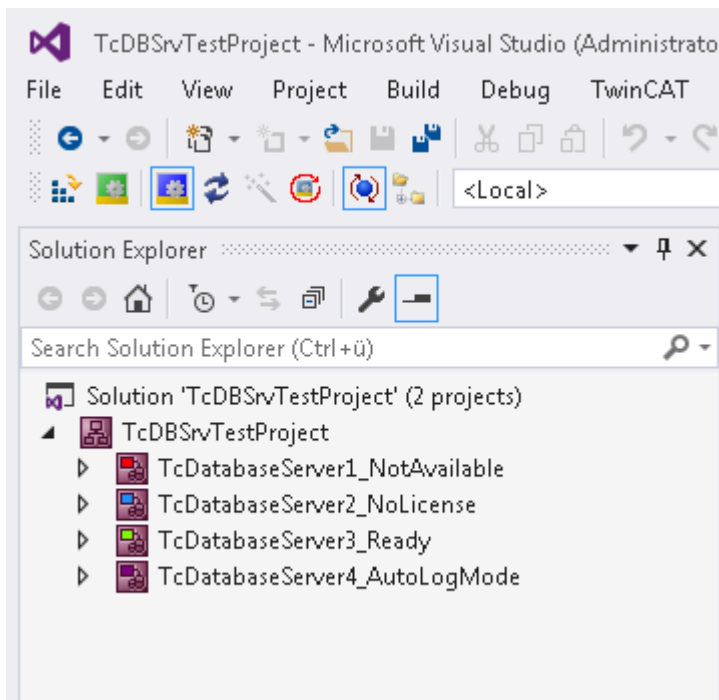 TcDBSrvTestProject - Microsoft Visual Studio (Administrato
File Edit View Project Build Debug TwinCAT
<Local>
Solution Explorer
Search Solution Explorer (Ctrl+ü)
Solution 'TcDBSrvTestProject' (2 projects)
TcDBSrvTestProject
TcDatabaseServer1_NotAvailable
TcDatabaseServer2_NoLicense
TcDatabaseServer3_Ready
TcDatabaseServer4_AutoLogMode